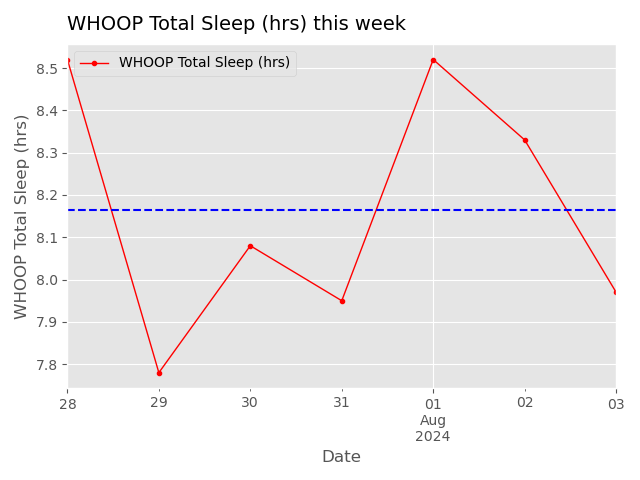 WHOOP Total Sleep (hrs) this week
WHOOP Total Sleep (hrs)
WHOOP Total Sleep (hrs)
8.5
8.4
8.3
8.2
8.1
8.0
7.9
7.8
28 29 30 31 01 02 03
Aug
2024
Date